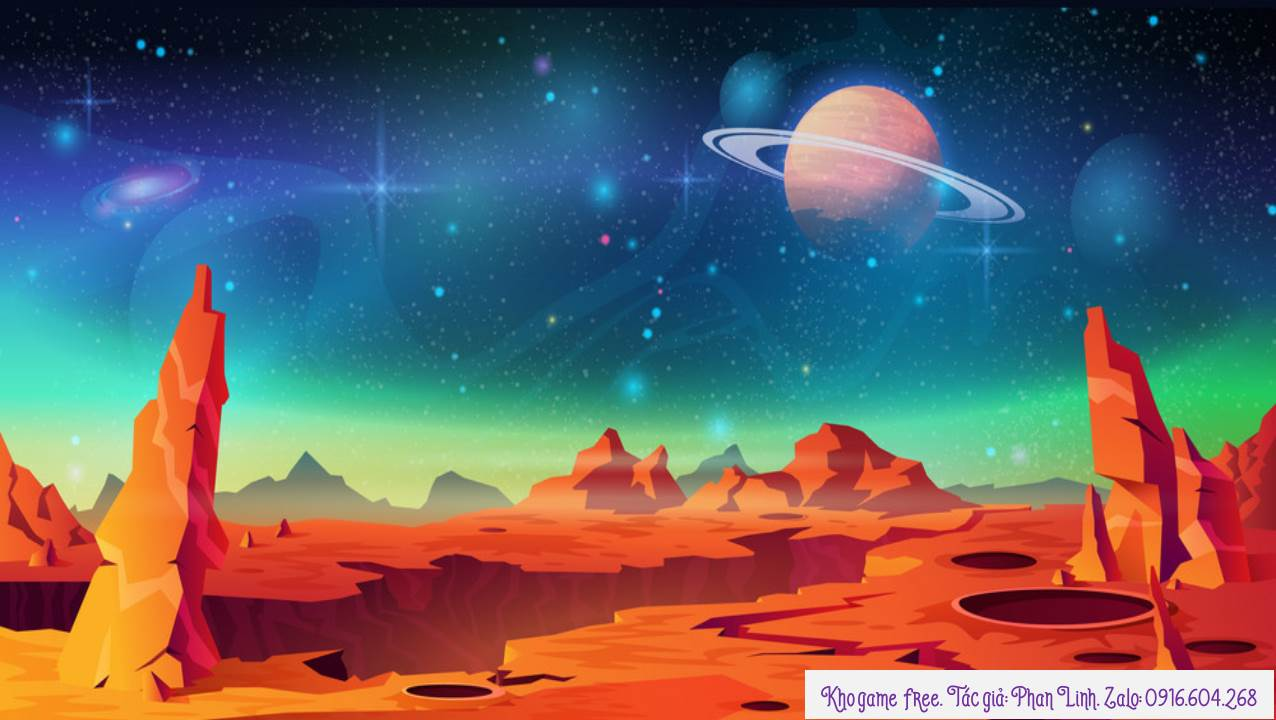 Kho game free. Tác giả: Phan Linh. Zalo: 0916.604.268